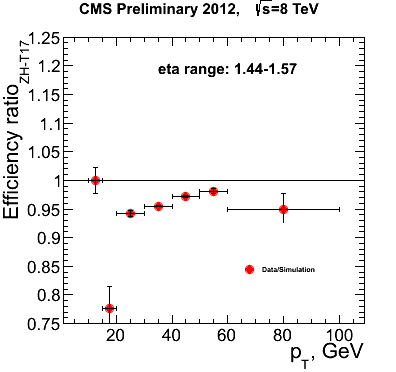 CMS Preliminary 2012, √s=8 TeV
eta range: 1.44-1.57
Efficiency ratio ZH-T17
1.25
1.2
1.15
1.1
1.05
1
0.95
0.9
0.85
0.8
0.75
Data/Simulation
20 40 60 80 100
p_T, GeV